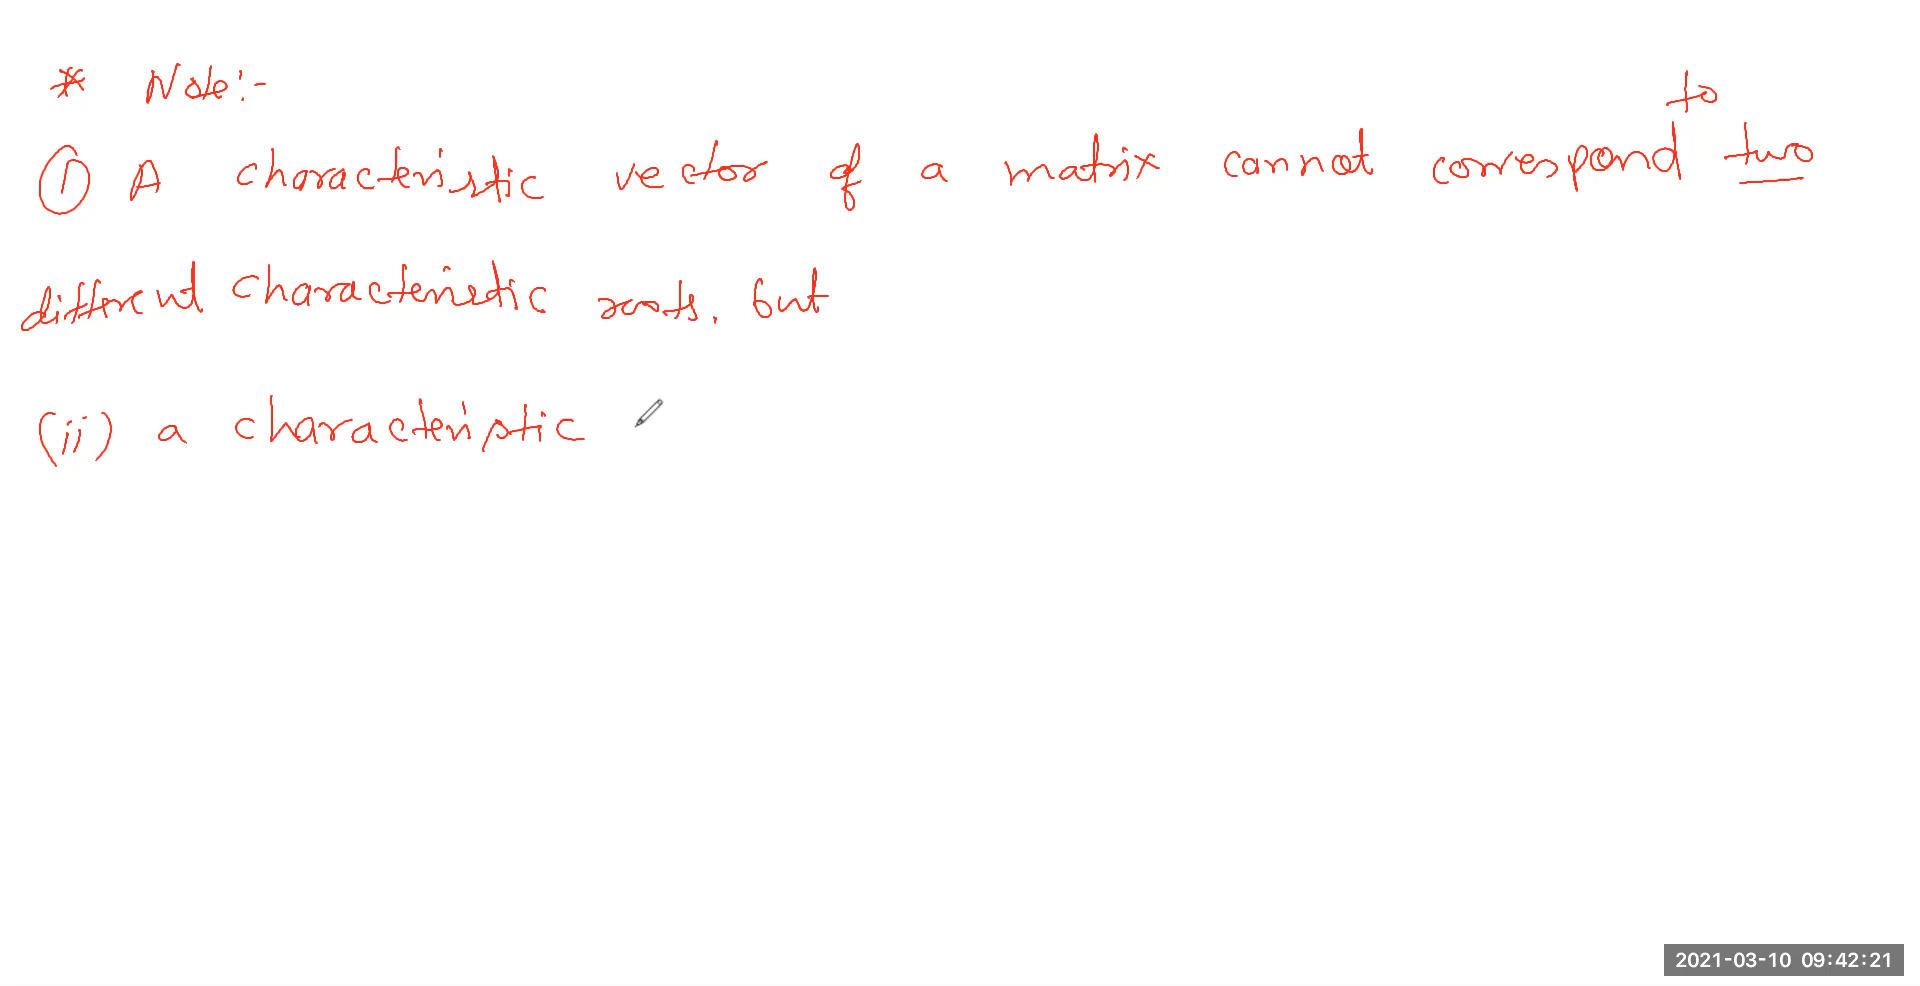 * Note:-
to
① A characteristic vector of a matrix cannot correspond two
different characteristic roots, but
(ii) a characteristic
2021-03-10 09:42:21